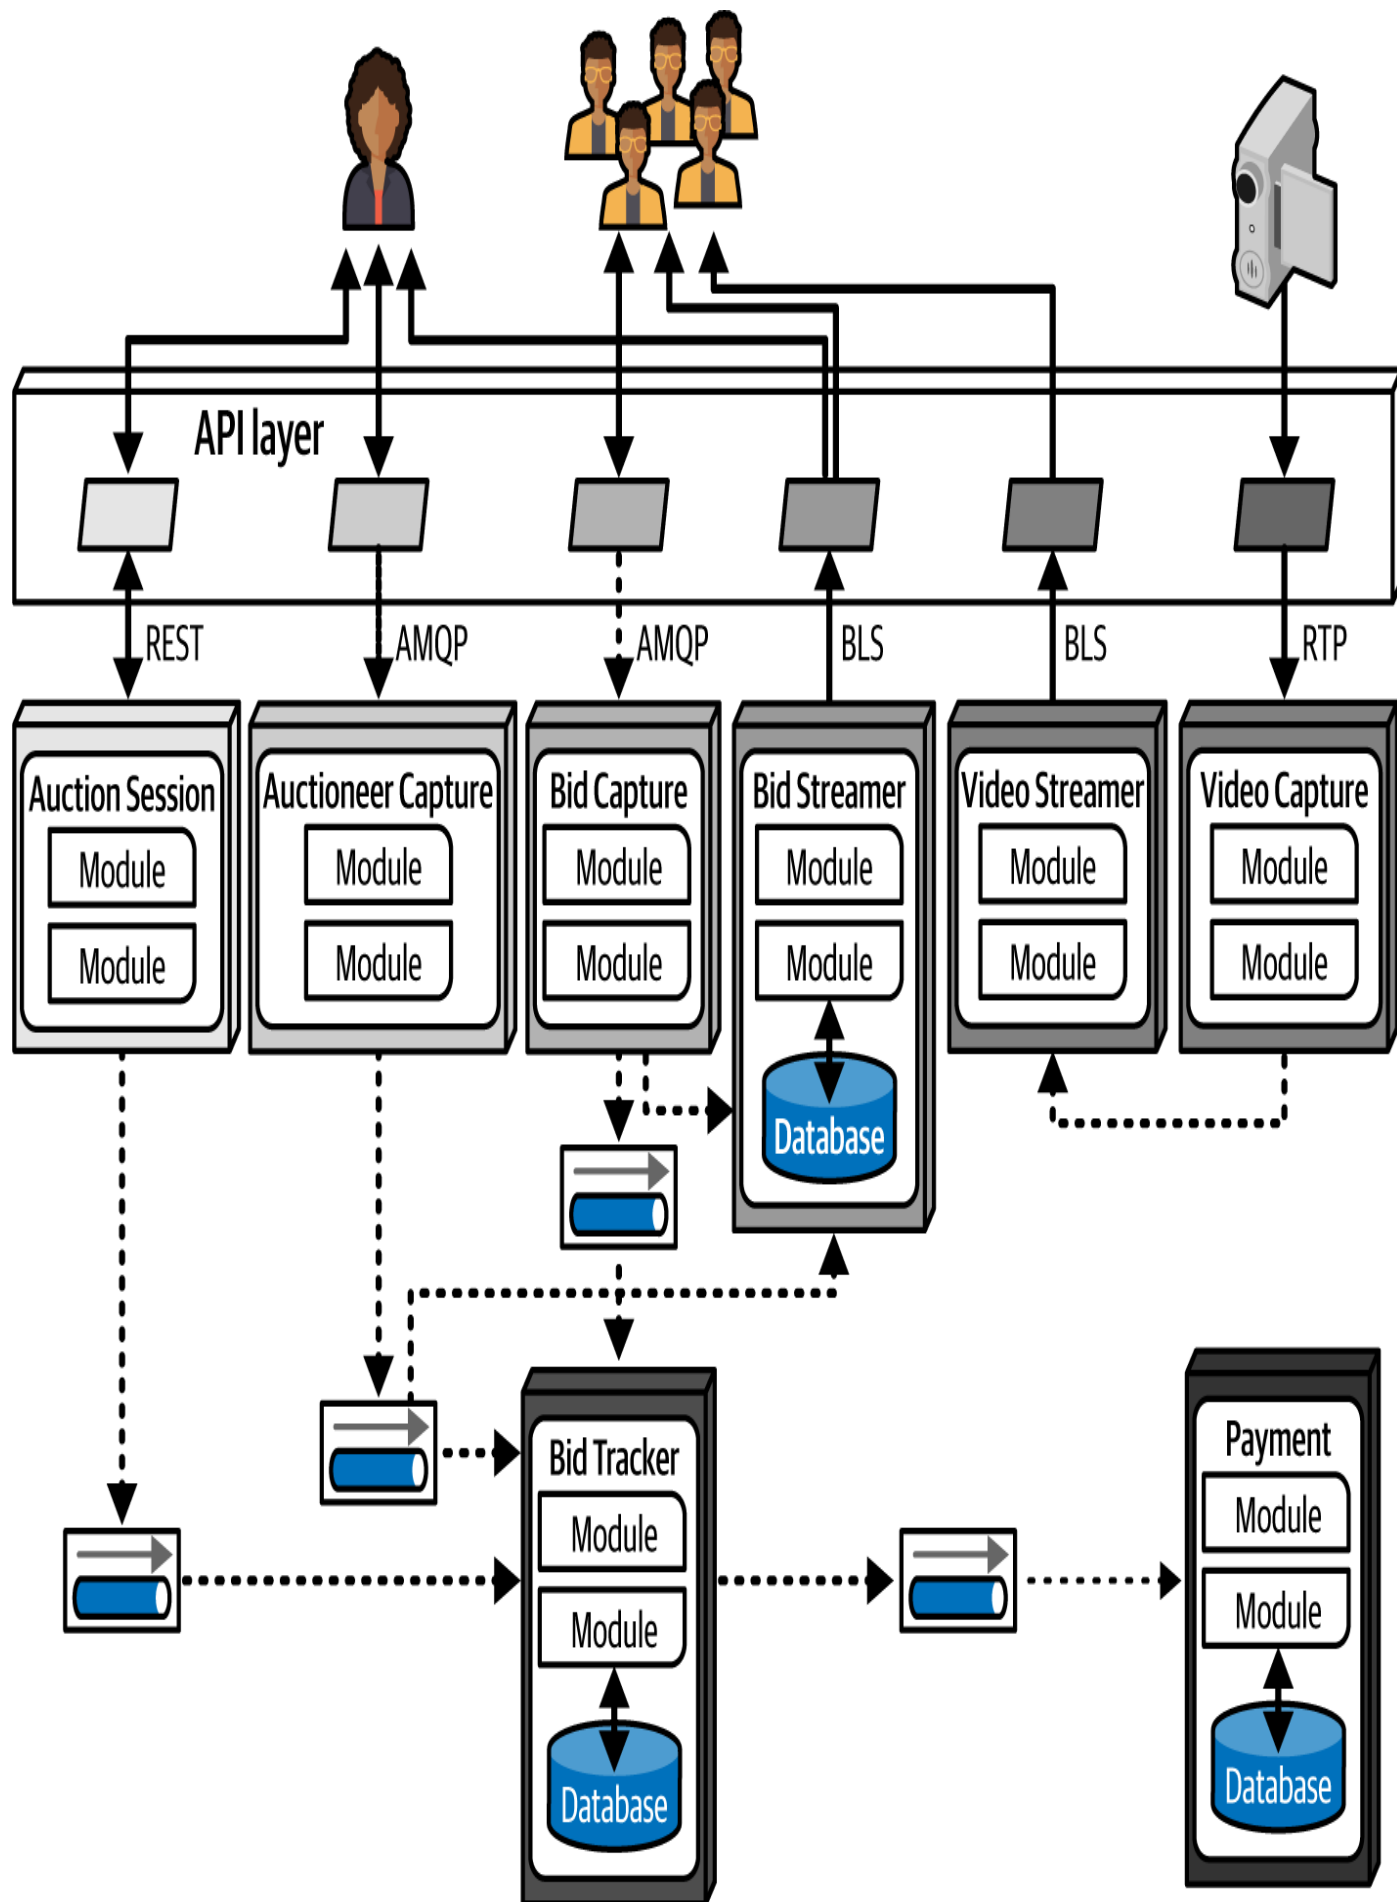 API layer
REST
AMQP
AMQP
BLS
BLS
RTP
Auction Session
Module
Module
Auctioneer Capture
Module
Module
Bid Capture
Module
Module
Bid Streamer
Module
Module
Database
Video Streamer
Module
Module
Video Capture
Module
Module
Bid Tracker
Module
Module
Database
Payment
Module
Module
Database